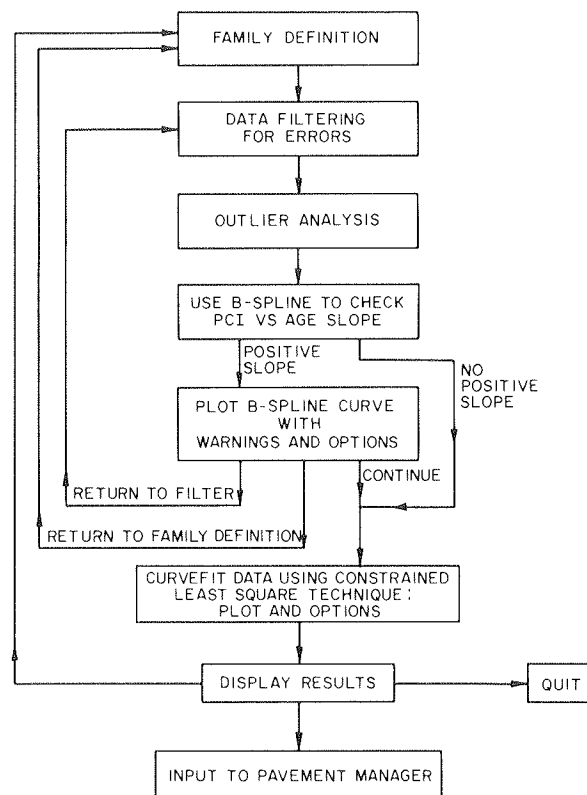 FAMILY DEFINITION
DATA FILTERING
FOR ERRORS
OUTLIER ANALYSIS
USE B-SPLINE TO CHECK
PCI VS AGE SLOPE
POSITIVE
SLOPE
NO
POSITIVE
SLOPE
PLOT B-SPLINE CURVE
WITH
WARNINGS AND OPTIONS
CONTINUE
RETURN TO FILTER
RETURN TO FAMILY DEFINITION
CURVEFIT DATA USING CONSTRAINED
LEAST SQUARE TECHNIQUE:
PLOT AND OPTIONS
DISPLAY RESULTS
QUIT
INPUT TO PAVEMENT MANAGER